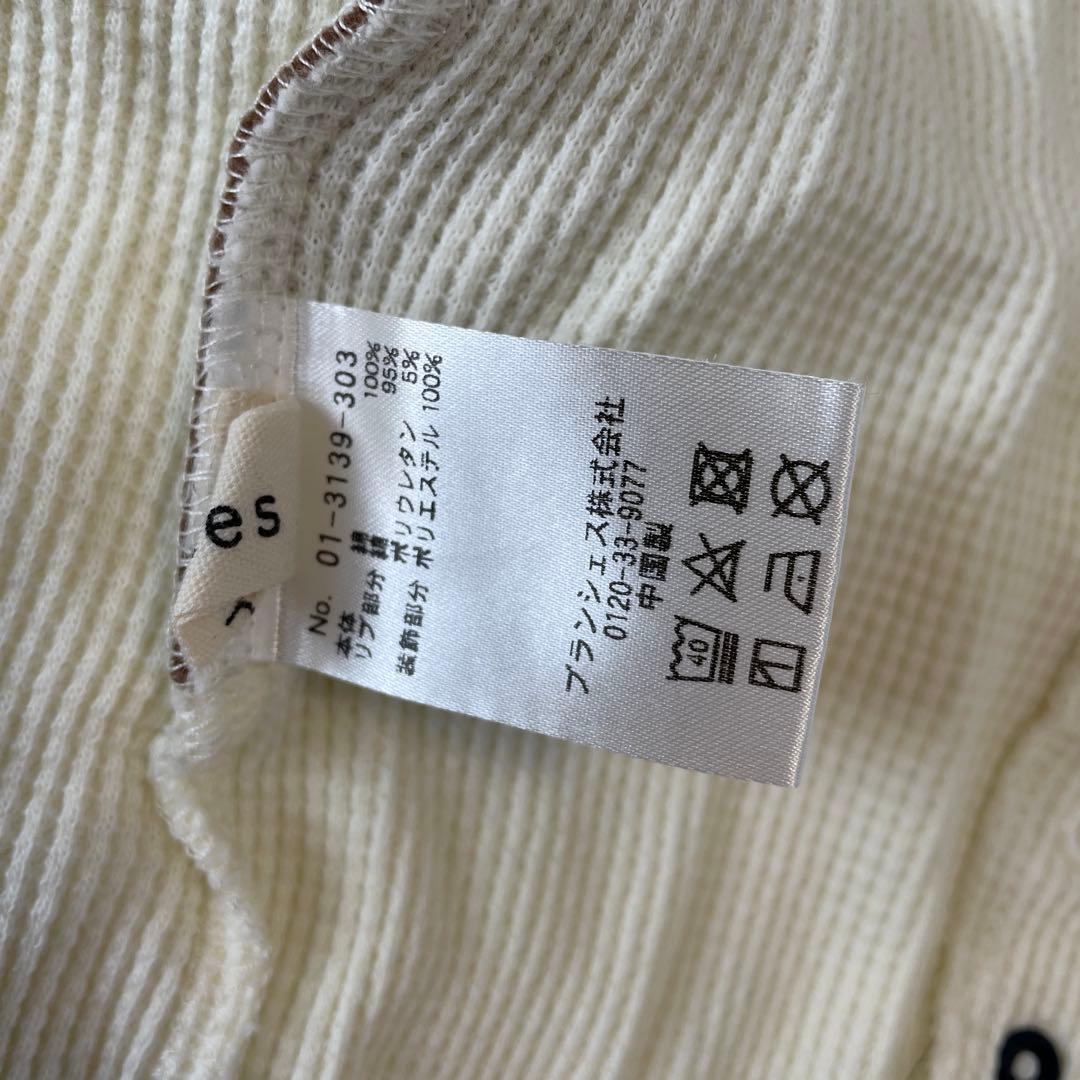 No. 01-3139-303
本体 綿 100%
リブ部分 綿 95%
ポリウレタン 5%
装飾部分 ポリエステル 100%
ブランシェス株式会社
0120-33-9077
中国製
40
es